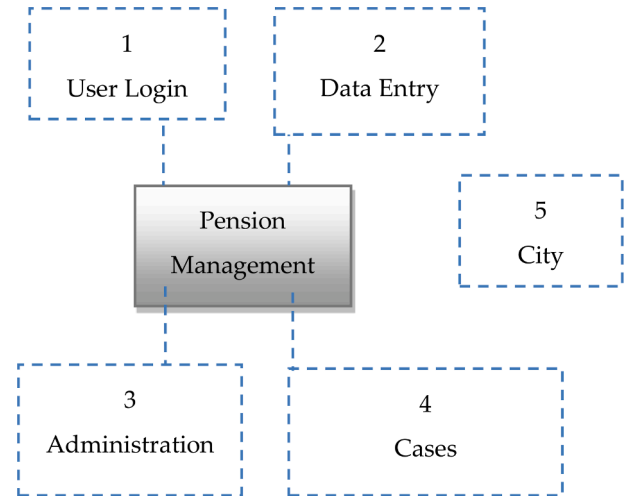 1
User Login
2
Data Entry
5
City
Pension
Management
3
Administration
4
Cases